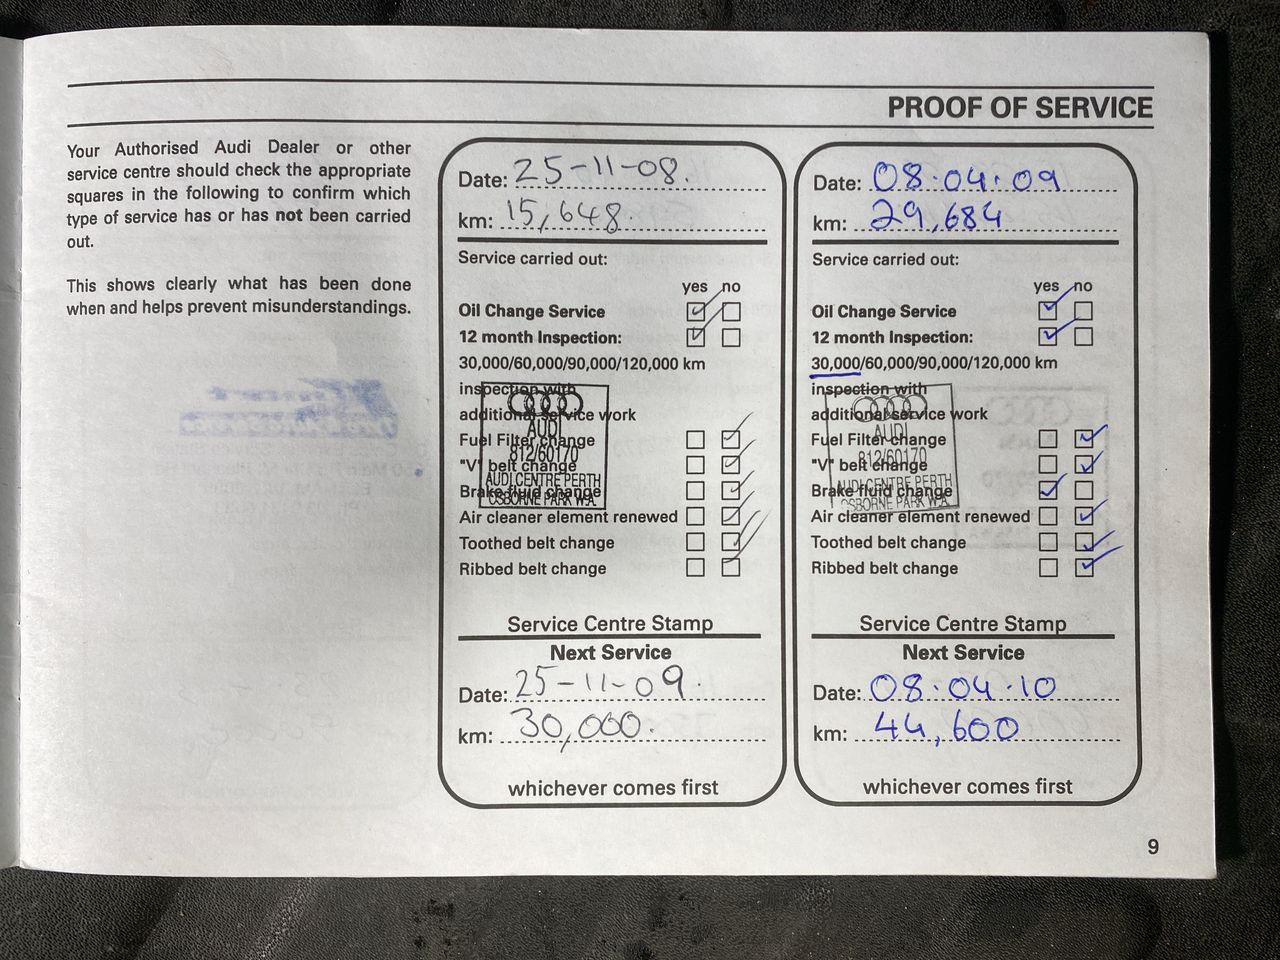 PROOF OF SERVICE
Your Authorised Audi Dealer or other
service centre should check the appropriate
squares in the following to confirm which
type of service has or has not been carried
out.
This shows clearly what has been done
when and helps prevent misunderstandings.
Date: 25-11-08.
km: 15,648
Service carried out:
yes no
Oil Change Service
12 month Inspection:
30,000/60,000/90,000/120,000 km
inspection with
additional service work
Fuel Filter change
"V" belt change
Brake fluid change
Air cleaner element renewed
Toothed belt change
Ribbed belt change
AUDI
812/60170
AUDI CENTRE PERTH
OSBORNE PARK W.A.
Service Centre Stamp
Next Service
Date: 25-11-09.
km: 30,000.
whichever comes first
Date: 08.04.09
km: 29,684
Service carried out:
yes no
Oil Change Service
12 month Inspection:
30,000/60,000/90,000/120,000 km
inspection with
additional service work
Fuel Filter change
"V" belt change
Brake fluid change
Air cleaner element renewed
Toothed belt change
Ribbed belt change
AUDI
812/60170
AUDI CENTRE PERTH
OSBORNE PARK W.A.
Service Centre Stamp
Next Service
Date: 08.04.10
km: 44,600
whichever comes first
9